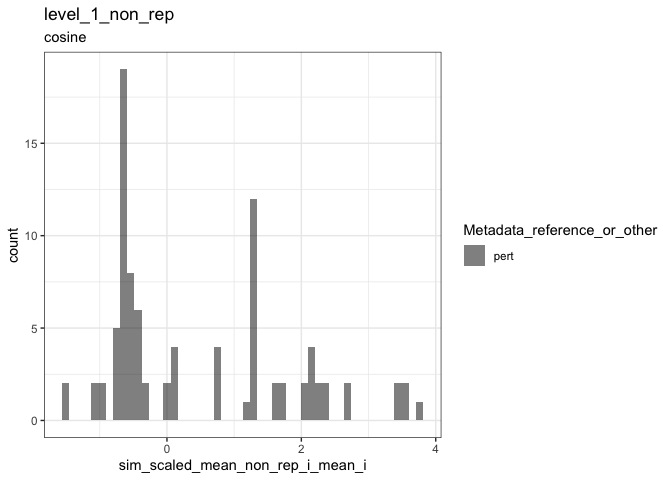 level_1_non_rep
cosine
15
10
5
0
count
0 2 4
sim_scaled_mean_non_rep_i_mean_i
Metadata_reference_or_other
pert